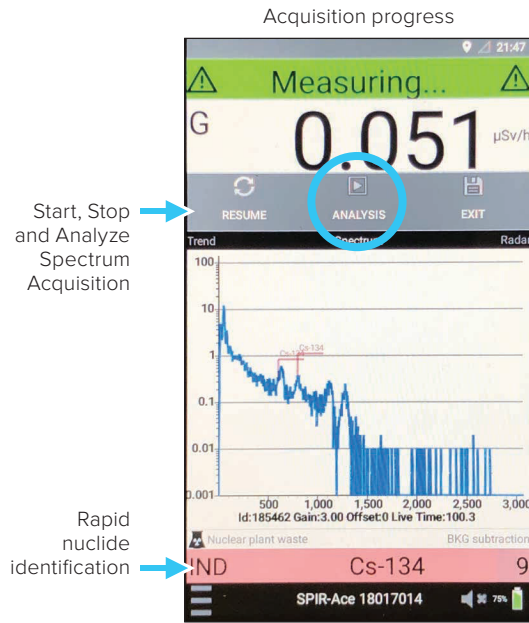 Acquisition progress
21:47
Measuring...
G
0.051
µSv/h
Start, Stop
and Analyze
Spectrum
Acquisition
RESUME
ANALYSIS
EXIT
Trend
Spectrum
Radar
100
10
1
0.1
0.01
0.001
Cs-134
500
1,000
1,500
2,000
2,500
3,000
Id:185462 Gain:3.00 Offset:0 Live Time:100.3
Rapid
nuclide
identification
Nuclear plant waste
BKG subtraction
IND
Cs-134
9
SPIR-Ace 18017014
75%